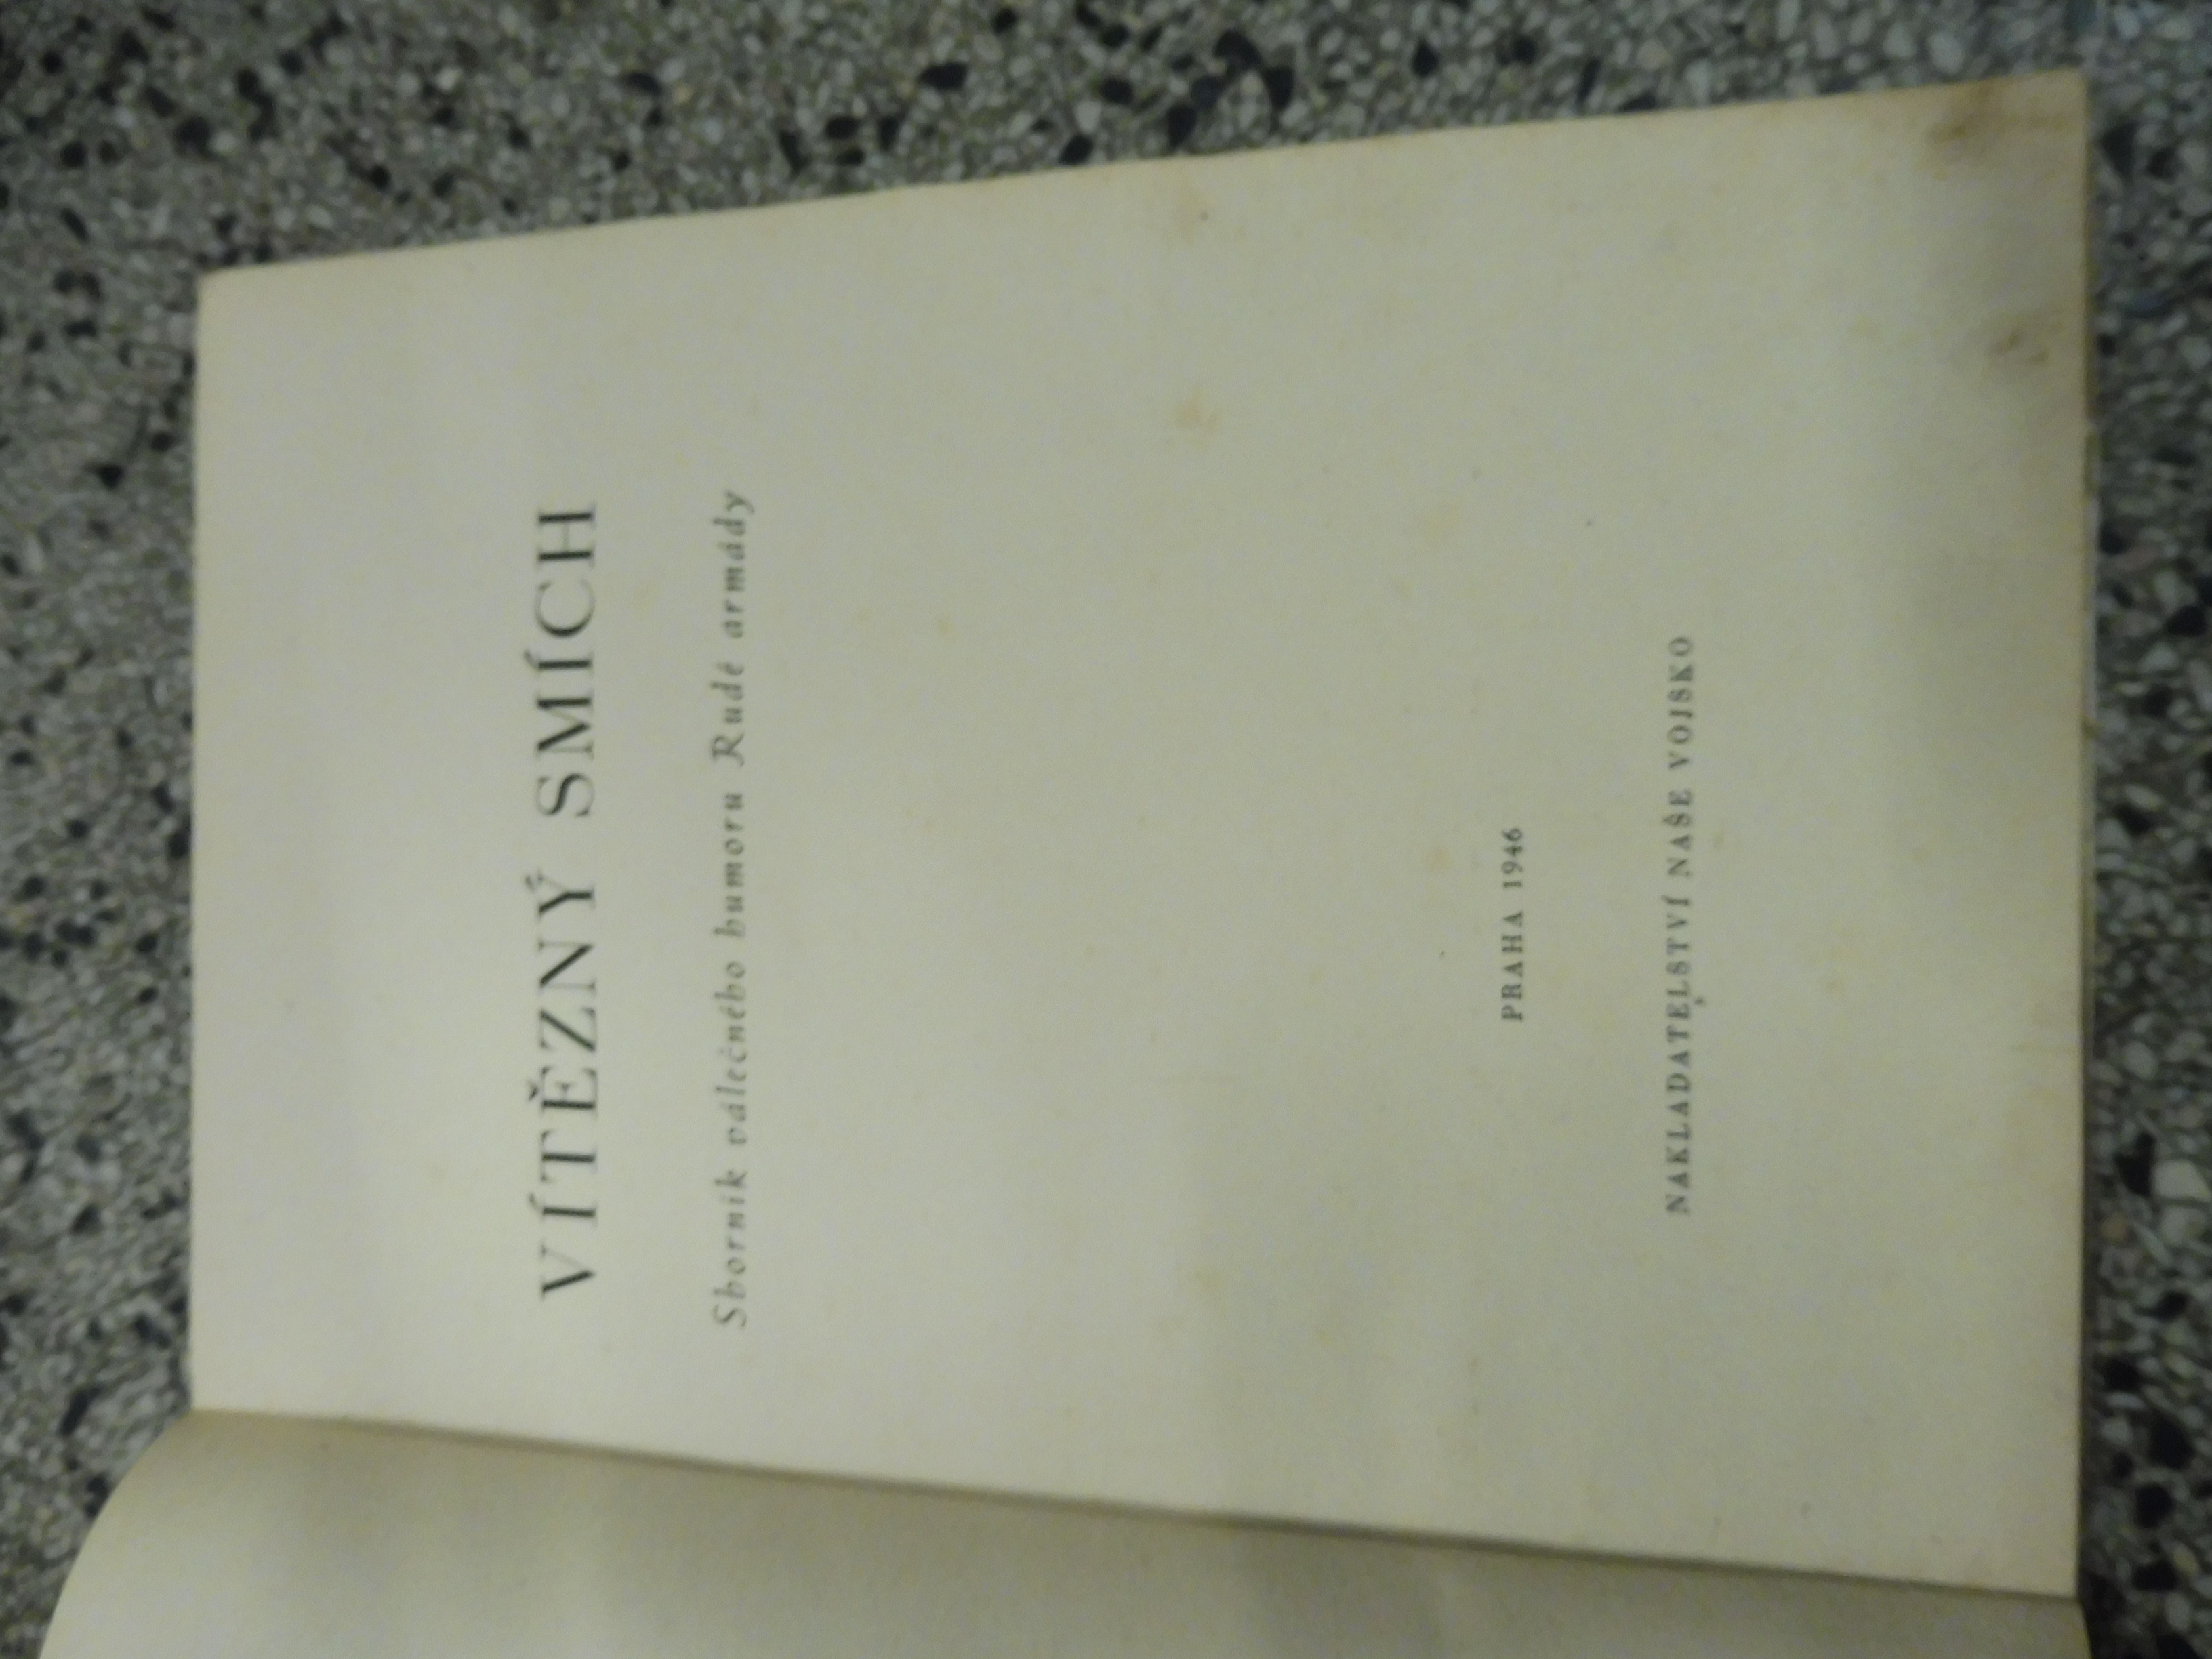 VÍTĚZNÝ SMÍCH
Sborník válečného humoru Rudé armády
PRAHA 1946
NAKLADATELSTVÍ NAŠE VOJSKO